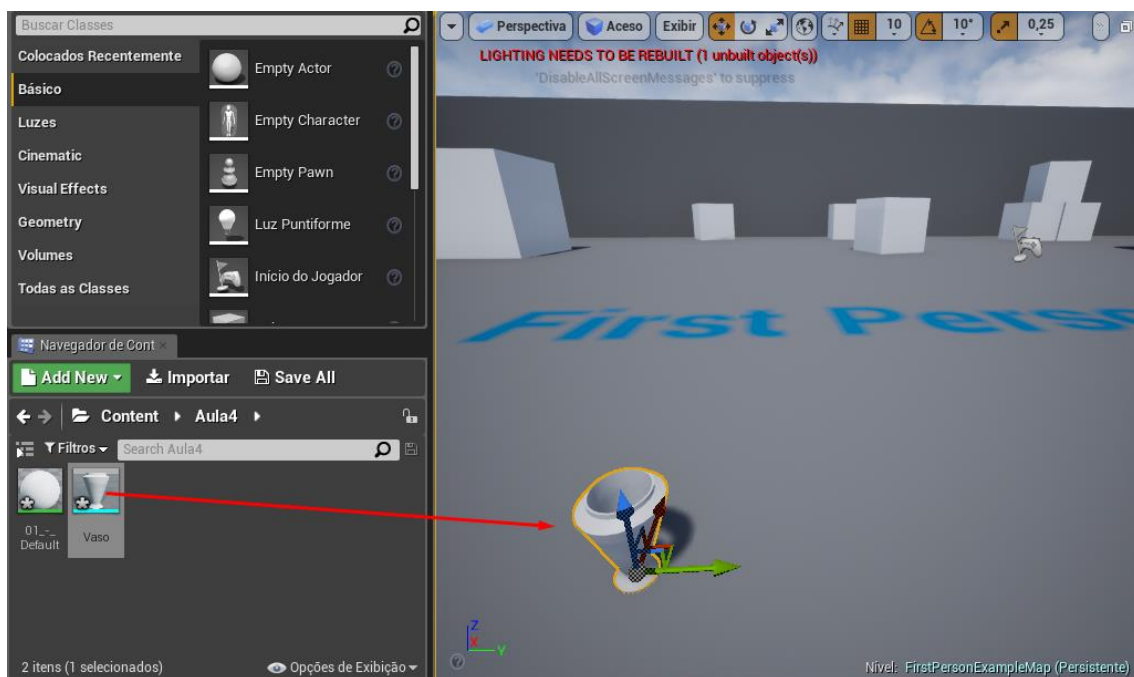 Buscar Classes
Colocados Recentemente
Básico
Luzes
Cinematic
Visual Effects
Geometry
Volumes
Todas as Classes
Empty Actor
Empty Character
Empty Pawn
Luz Puntiforme
Início do Jogador
Navegador de Cont
Add New
Importar
Save All
Content
Aula4
Filtros
Search Aula4
01_-_
Default
Vaso
2 itens (1 selecionados)
Opções de Exibição
Perspectiva
Aceso
Exibir
10
10°
0,25
LIGHTING NEEDS TO BE REBUILT (1 unbuilt object(s))
'DisableAllScreenMessages' to suppress
First Perso
Z
X
Y
Nível: FirstPersonExampleMap (Persistente)